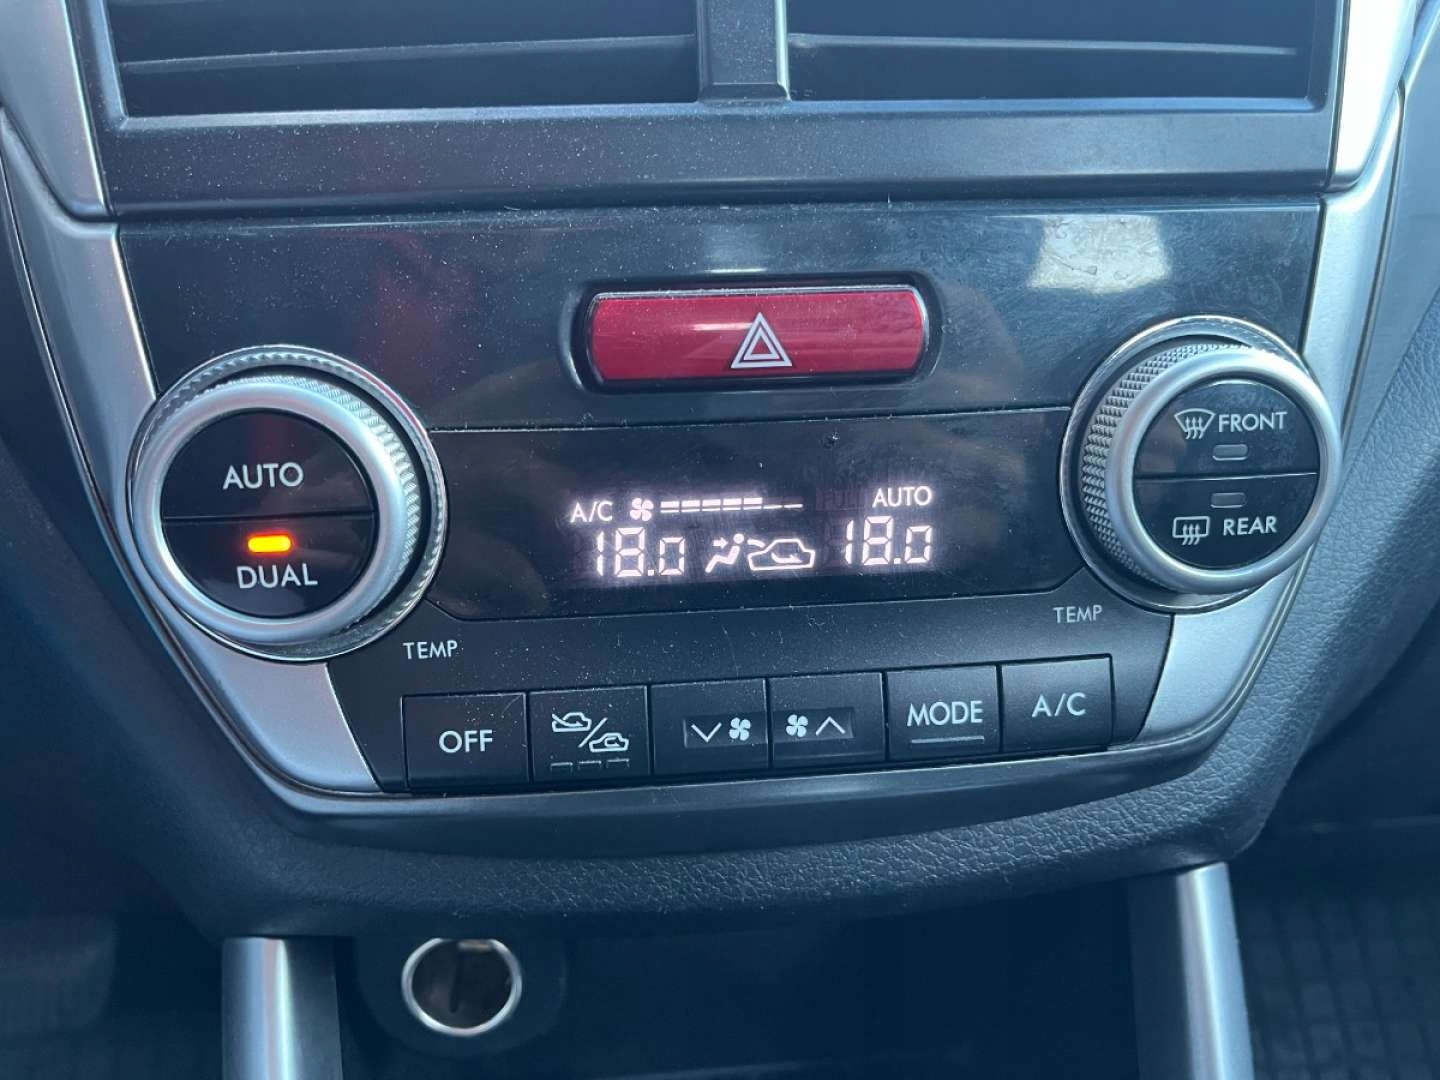 AUTO
DUAL
TEMP
A/C AUTO
18.0 18.0
FRONT
REAR
TEMP
OFF
MODE
A/C